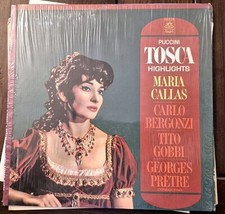 PUCCINI
TOSCA
HIGHLIGHTS
MARIA
CALLAS
CARLO
BERGONZI
TITO
GOBBI
GEORGES
PRETRE